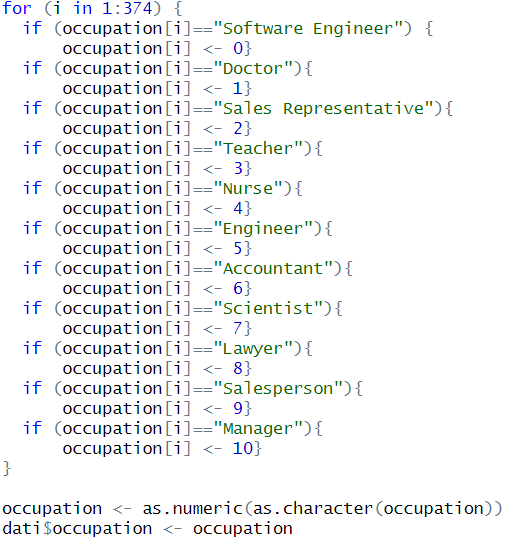 for (i in 1:374) {
  if (occupation[i]=="Software Engineer") {
      occupation[i] <- 0}
  if (occupation[i]=="Doctor"){
      occupation[i] <- 1}
  if (occupation[i]=="Sales Representative"){
      occupation[i] <- 2}
  if (occupation[i]=="Teacher"){
      occupation[i] <- 3}
  if (occupation[i]=="Nurse"){
      occupation[i] <- 4}
  if (occupation[i]=="Engineer"){
      occupation[i] <- 5}
  if (occupation[i]=="Accountant"){
      occupation[i] <- 6}
  if (occupation[i]=="Scientist"){
      occupation[i] <- 7}
  if (occupation[i]=="Lawyer"){
      occupation[i] <- 8}
  if (occupation[i]=="Salesperson"){
      occupation[i] <- 9}
  if (occupation[i]=="Manager"){
      occupation[i] <- 10}
}

occupation <- as.numeric(as.character(occupation))
dati$occupation <- occupation